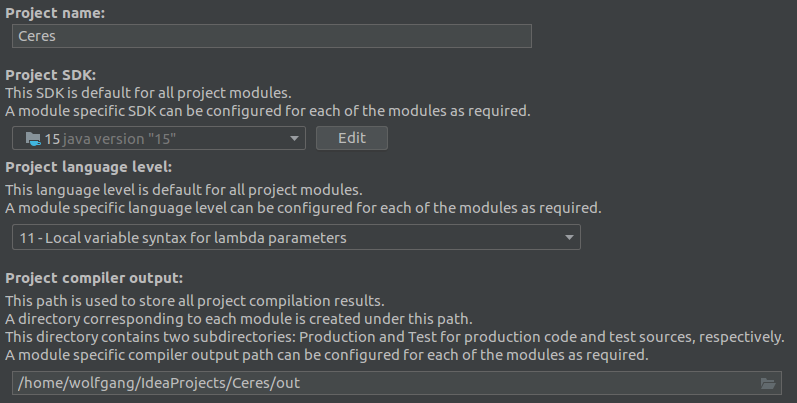 Project name:
Ceres
Project SDK:
This SDK is default for all project modules.
A module specific SDK can be configured for each of the modules as required.
15 java version "15"
Edit
Project language level:
This language level is default for all project modules.
A module specific language level can be configured for each of the modules as required.
11 - Local variable syntax for lambda parameters
Project compiler output:
This path is used to store all project compilation results.
A directory corresponding to each module is created under this path.
This directory contains two subdirectories: Production and Test for production code and test sources, respectively.
A module specific compiler output path can be configured for each of the modules as required.
/home/wolfgang/IdeaProjects/Ceres/out